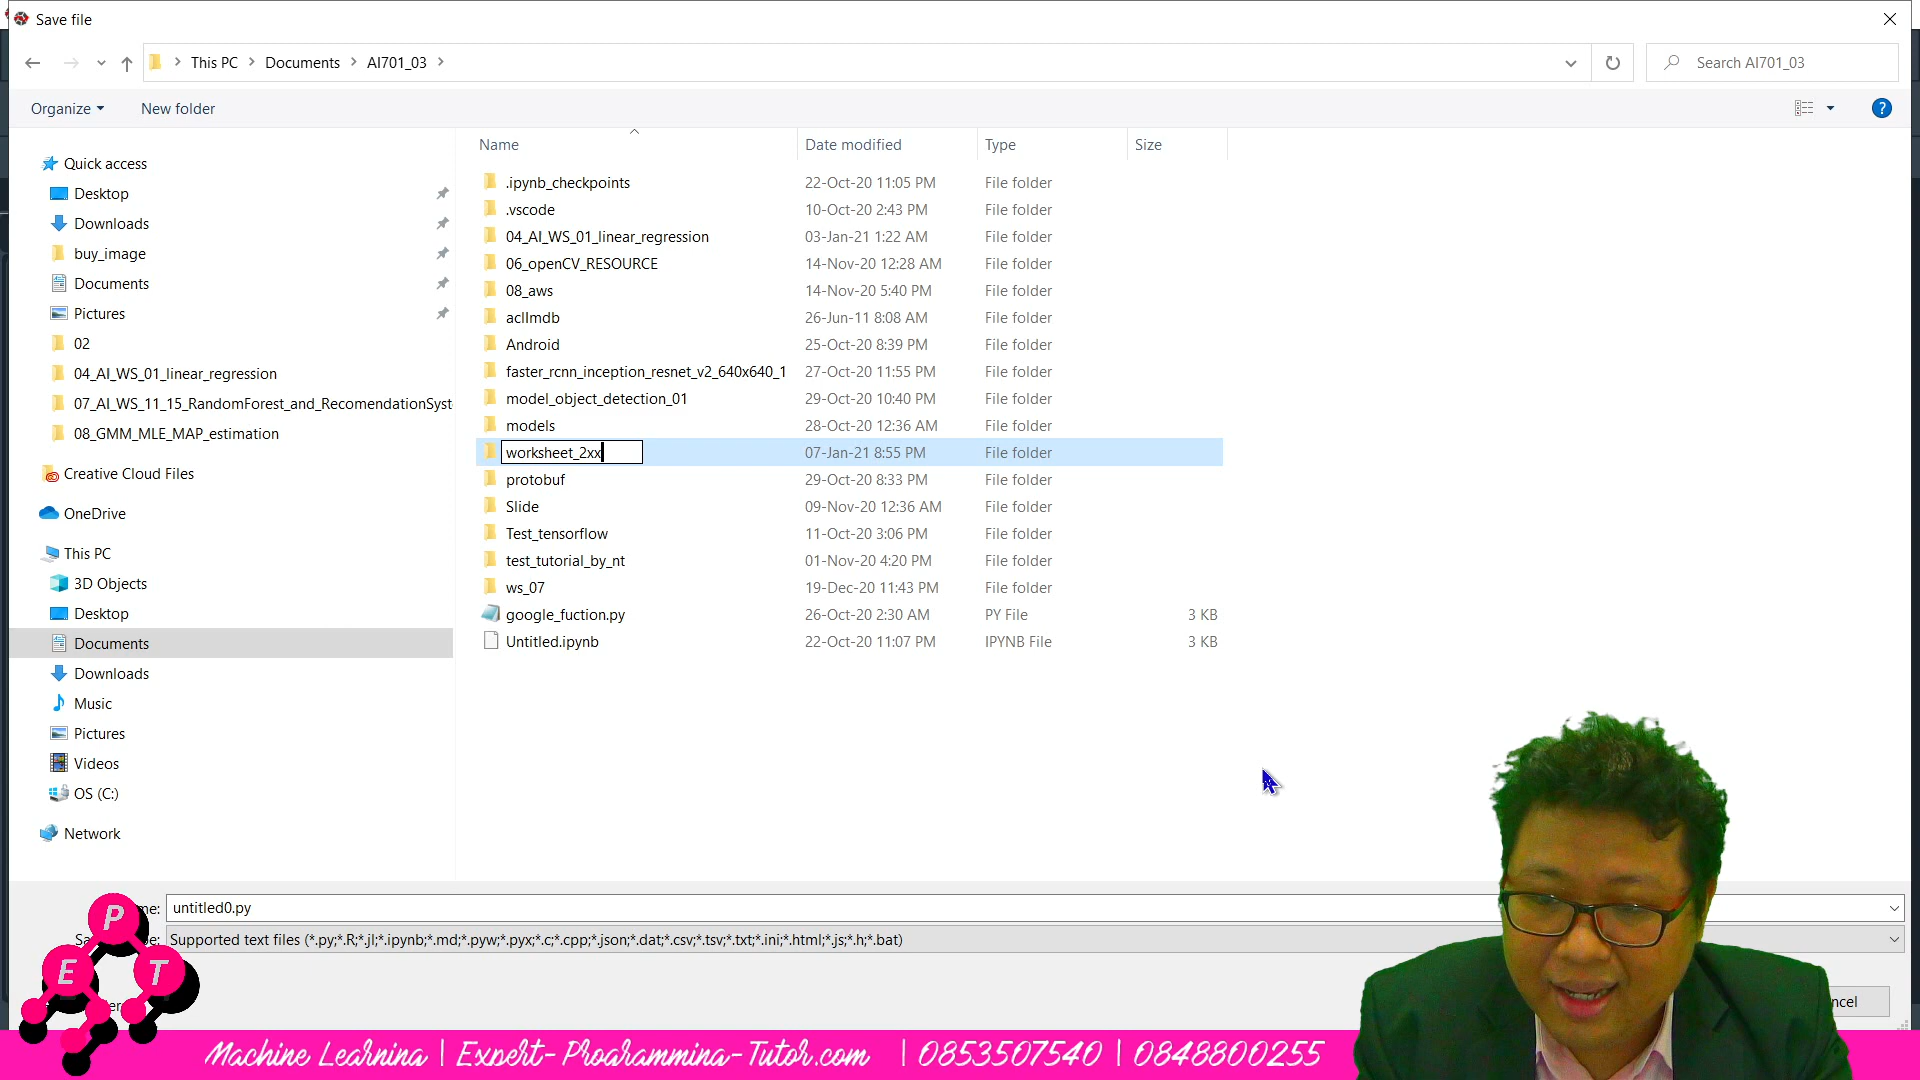 Save file
This PC > Documents > AI701_03 >
Search AI701_03
Organize
New folder
Name
Date modified
Type
Size
Quick access
Desktop
Downloads
buy_image
Documents
Pictures
02
04_AI_WS_01_linear_regression
07_AI_WS_11_15_RandomForest_and_RecomendationSyst
08_GMM_MLE_MAP_estimation
Creative Cloud Files
OneDrive
This PC
3D Objects
Desktop
Documents
Downloads
Music
Pictures
Videos
OS (C:)
Network
.ipynb_checkpoints 22-Oct-20 11:05 PM File folder
.vscode 10-Oct-20 2:43 PM File folder
04_AI_WS_01_linear_regression 03-Jan-21 1:22 AM File folder
06_openCV_RESOURCE 14-Nov-20 12:28 AM File folder
08_aws 14-Nov-20 5:40 PM File folder
aclImdb 26-Jun-11 8:08 AM File folder
Android 25-Oct-20 8:39 PM File folder
faster_rcnn_inception_resnet_v2_640x640_1 27-Oct-20 11:55 PM File folder
model_object_detection_01 29-Oct-20 10:40 PM File folder
models 28-Oct-20 12:36 AM File folder
worksheet_2xx 07-Jan-21 8:55 PM File folder
protobuf 29-Oct-20 8:33 PM File folder
Slide 09-Nov-20 12:36 AM File folder
Test_tensorflow 11-Oct-20 3:06 PM File folder
test_tutorial_by_nt 01-Nov-20 4:20 PM File folder
ws_07 19-Dec-20 11:43 PM File folder
google_fuction.py 26-Oct-20 2:30 AM PY File 3 KB
Untitled.ipynb 22-Oct-20 11:07 PM IPYNB File 3 KB
untitled0.py
Supported text files (*.py;*.R;*.jl;*.ipynb;*.md;*.pyw;*.pyx;*.c;*.cpp;*.json;*.dat;*.csv;*.tsv;*.txt;*.ini;*.html;*.js;*.h;*.bat)
P
E T
Machine Learning | Expert-Programming-Tutor.com | 0853507540 | 0848800255